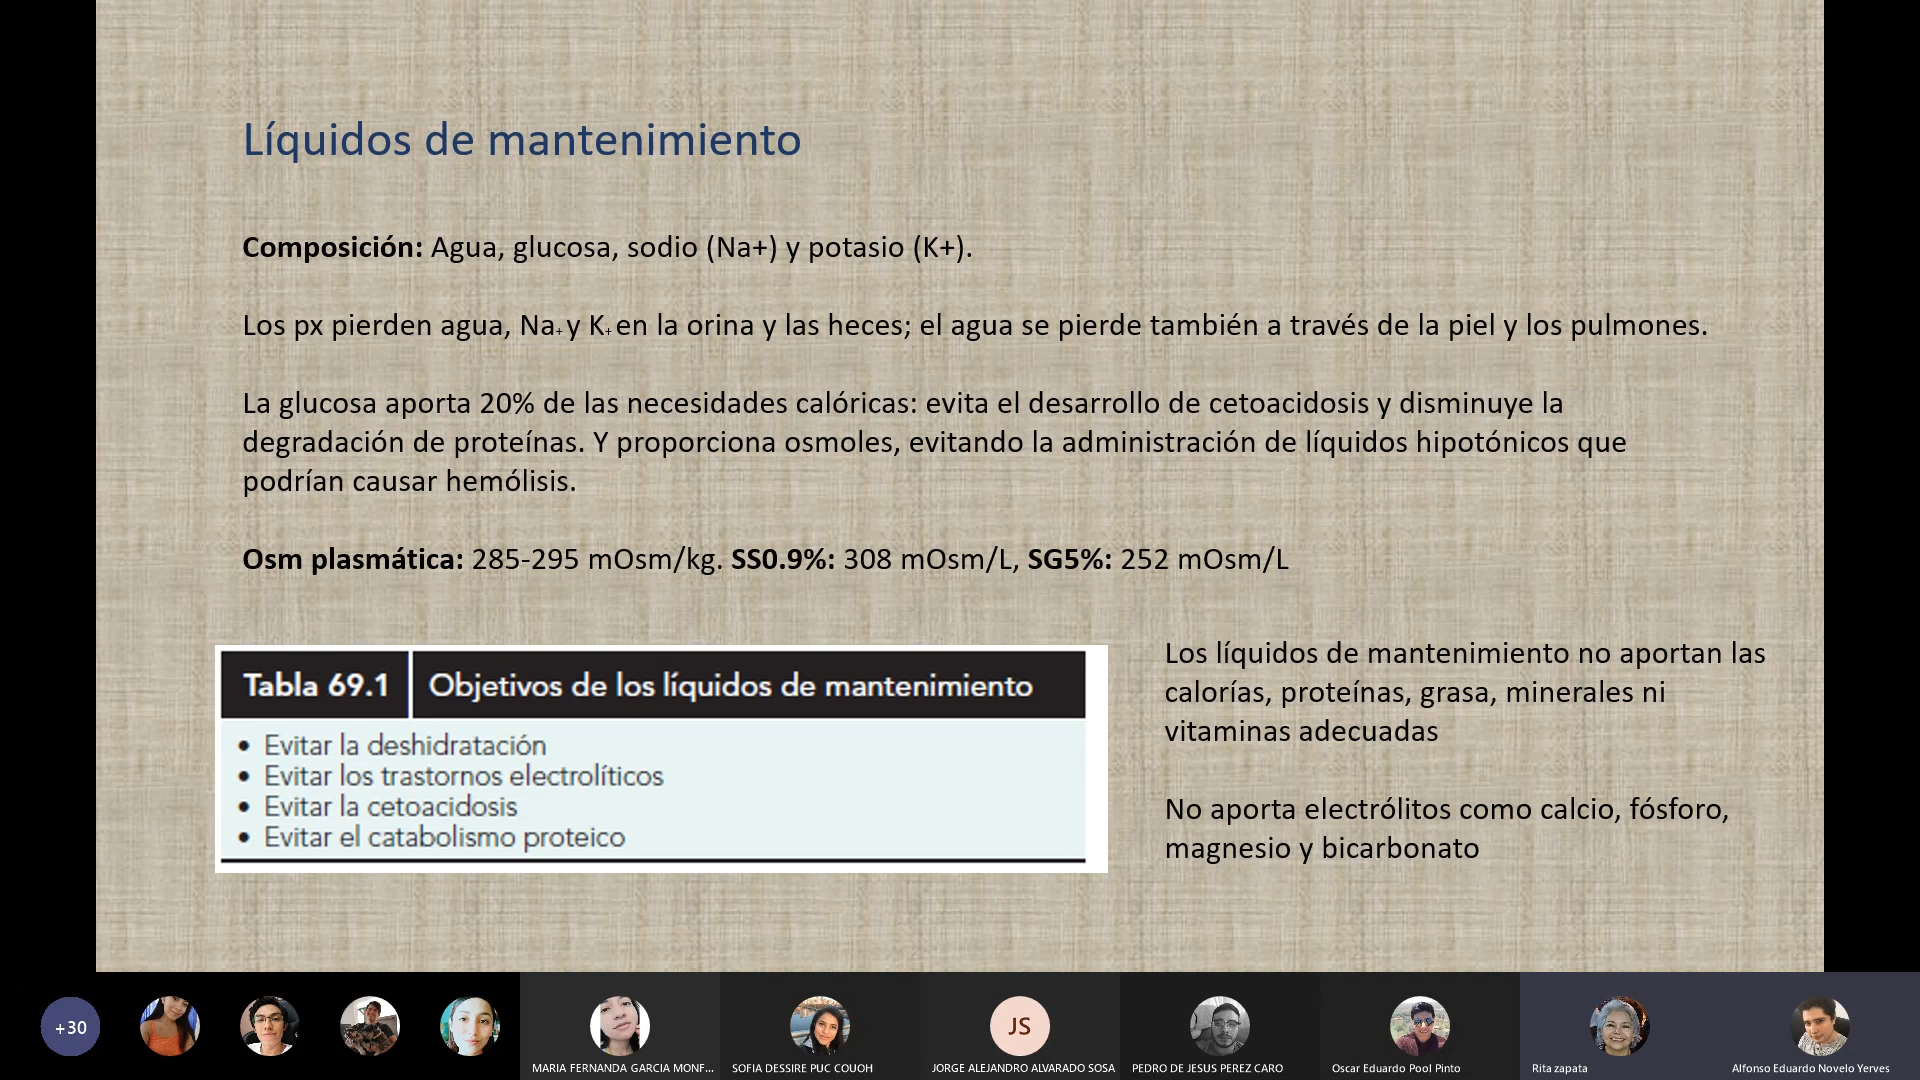 Líquidos de mantenimiento
Composición: Agua, glucosa, sodio (Na+) y potasio (K+).
Los px pierden agua, Na+ y K+ en la orina y las heces; el agua se pierde también a través de la piel y los pulmones.
La glucosa aporta 20% de las necesidades calóricas: evita el desarrollo de cetoacidosis y disminuye la
degradación de proteínas. Y proporciona osmoles, evitando la administración de líquidos hipotónicos que
podrían causar hemólisis.
Osm plasmática: 285-295 mOsm/kg. SS0.9%: 308 mOsm/L, SG5%: 252 mOsm/L
Tabla 69.1 Objetivos de los líquidos de mantenimiento
• Evitar la deshidratación
• Evitar los trastornos electrolíticos
• Evitar la cetoacidosis
• Evitar el catabolismo proteico
Los líquidos de mantenimiento no aportan las
calorías, proteínas, grasa, minerales ni
vitaminas adecuadas
No aporta electrólitos como calcio, fósforo,
magnesio y bicarbonato
+30
JS
MARIA FERNANDA GARCIA MONF...
SOFIA DESSIRE PUC COUOH
JORGE ALEJANDRO ALVARADO SOSA
PEDRO DE JESUS PEREZ CARO
Oscar Eduardo Pool Pinto
Rita zapata
Alfonso Eduardo Novelo Yerves